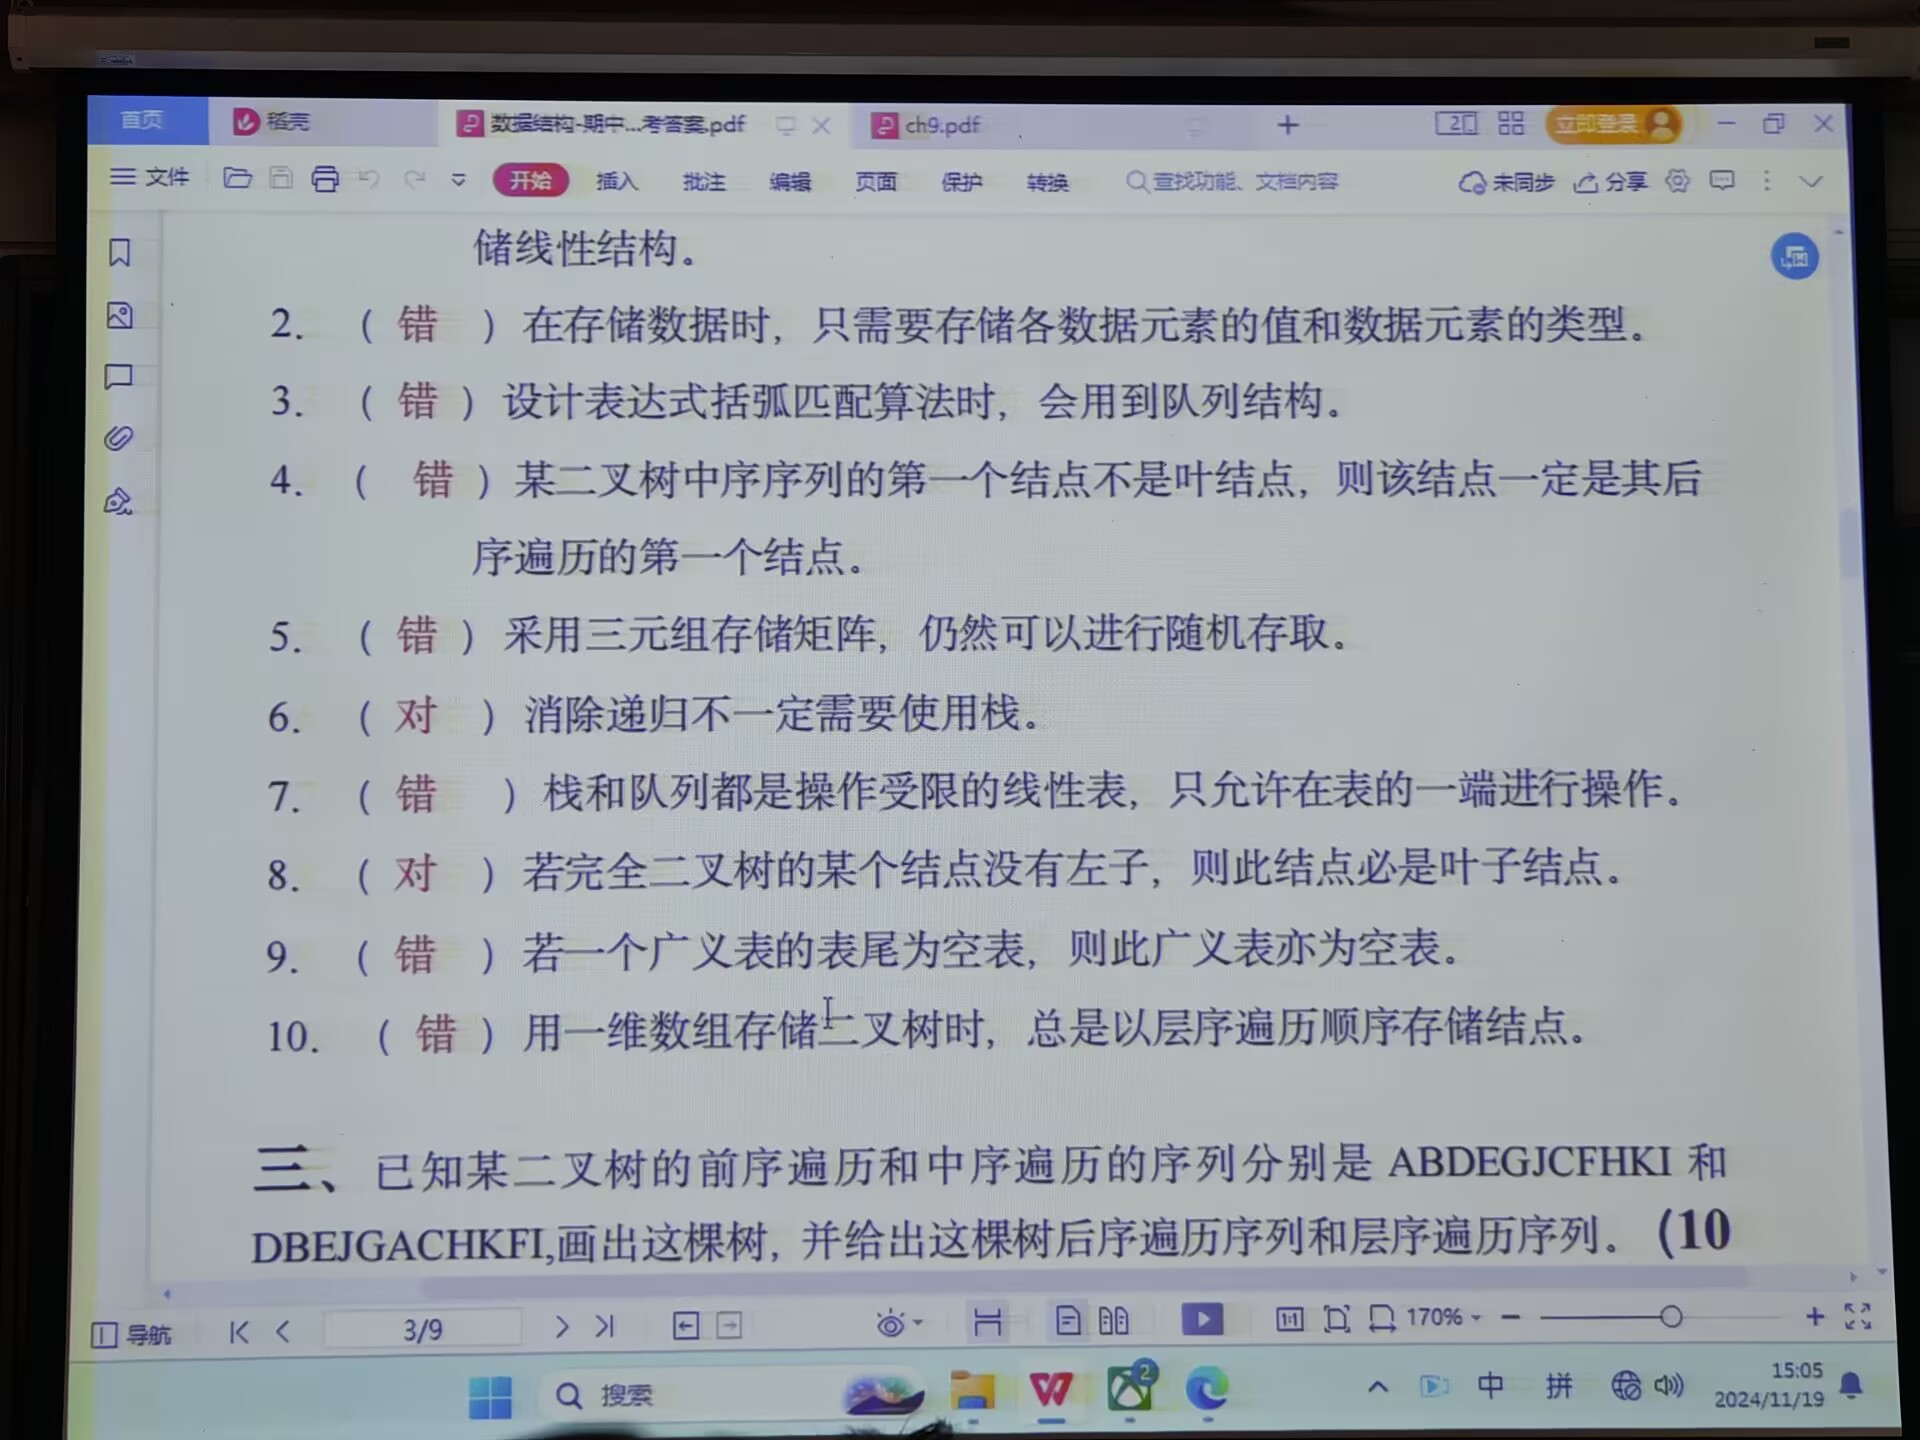 首页
稻壳
数据结构-期中...考答案.pdf
ch9.pdf
立即登录
文件
开始
插入
批注
编辑
页面
保护
转换
查找功能、文档内容
未同步
分享
储线性结构。
2. ( 错 ) 在存储数据时，只需要存储各数据元素的值和数据元素的类型。
3. ( 错 ) 设计表达式括弧匹配算法时，会用到队列结构。
4. ( 错 ) 某二叉树中序序列的第一个结点不是叶结点，则该结点一定是其后
序遍历的第一个结点。
5. ( 错 ) 采用三元组存储矩阵，仍然可以进行随机存取。
6. ( 对 ) 消除递归不一定需要使用栈。
7. ( 错 ) 栈和队列都是操作受限的线性表，只允许在表的一端进行操作。
8. ( 对 ) 若完全二叉树的某个结点没有左子，则此结点必是叶子结点。
9. ( 错 ) 若一个广义表的表尾为空表，则此广义表亦为空表。
10. ( 错 ) 用一维数组存储二叉树时，总是以层序遍历顺序存储结点。
三、已知某二叉树的前序遍历和中序遍历的序列分别是 ABDEGJCFHKI 和
DBEJGACHKFI,画出这棵树，并给出这棵树后序遍历序列和层序遍历序列。(10
导航
3/9
170%
搜索
2
中
拼
15:05
2024/11/19